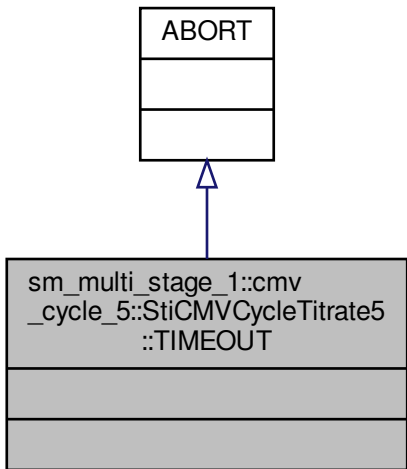 ABORT
sm_multi_stage_1::cmv
_cycle_5::StiCMVCycleTitrate5
::TIMEOUT